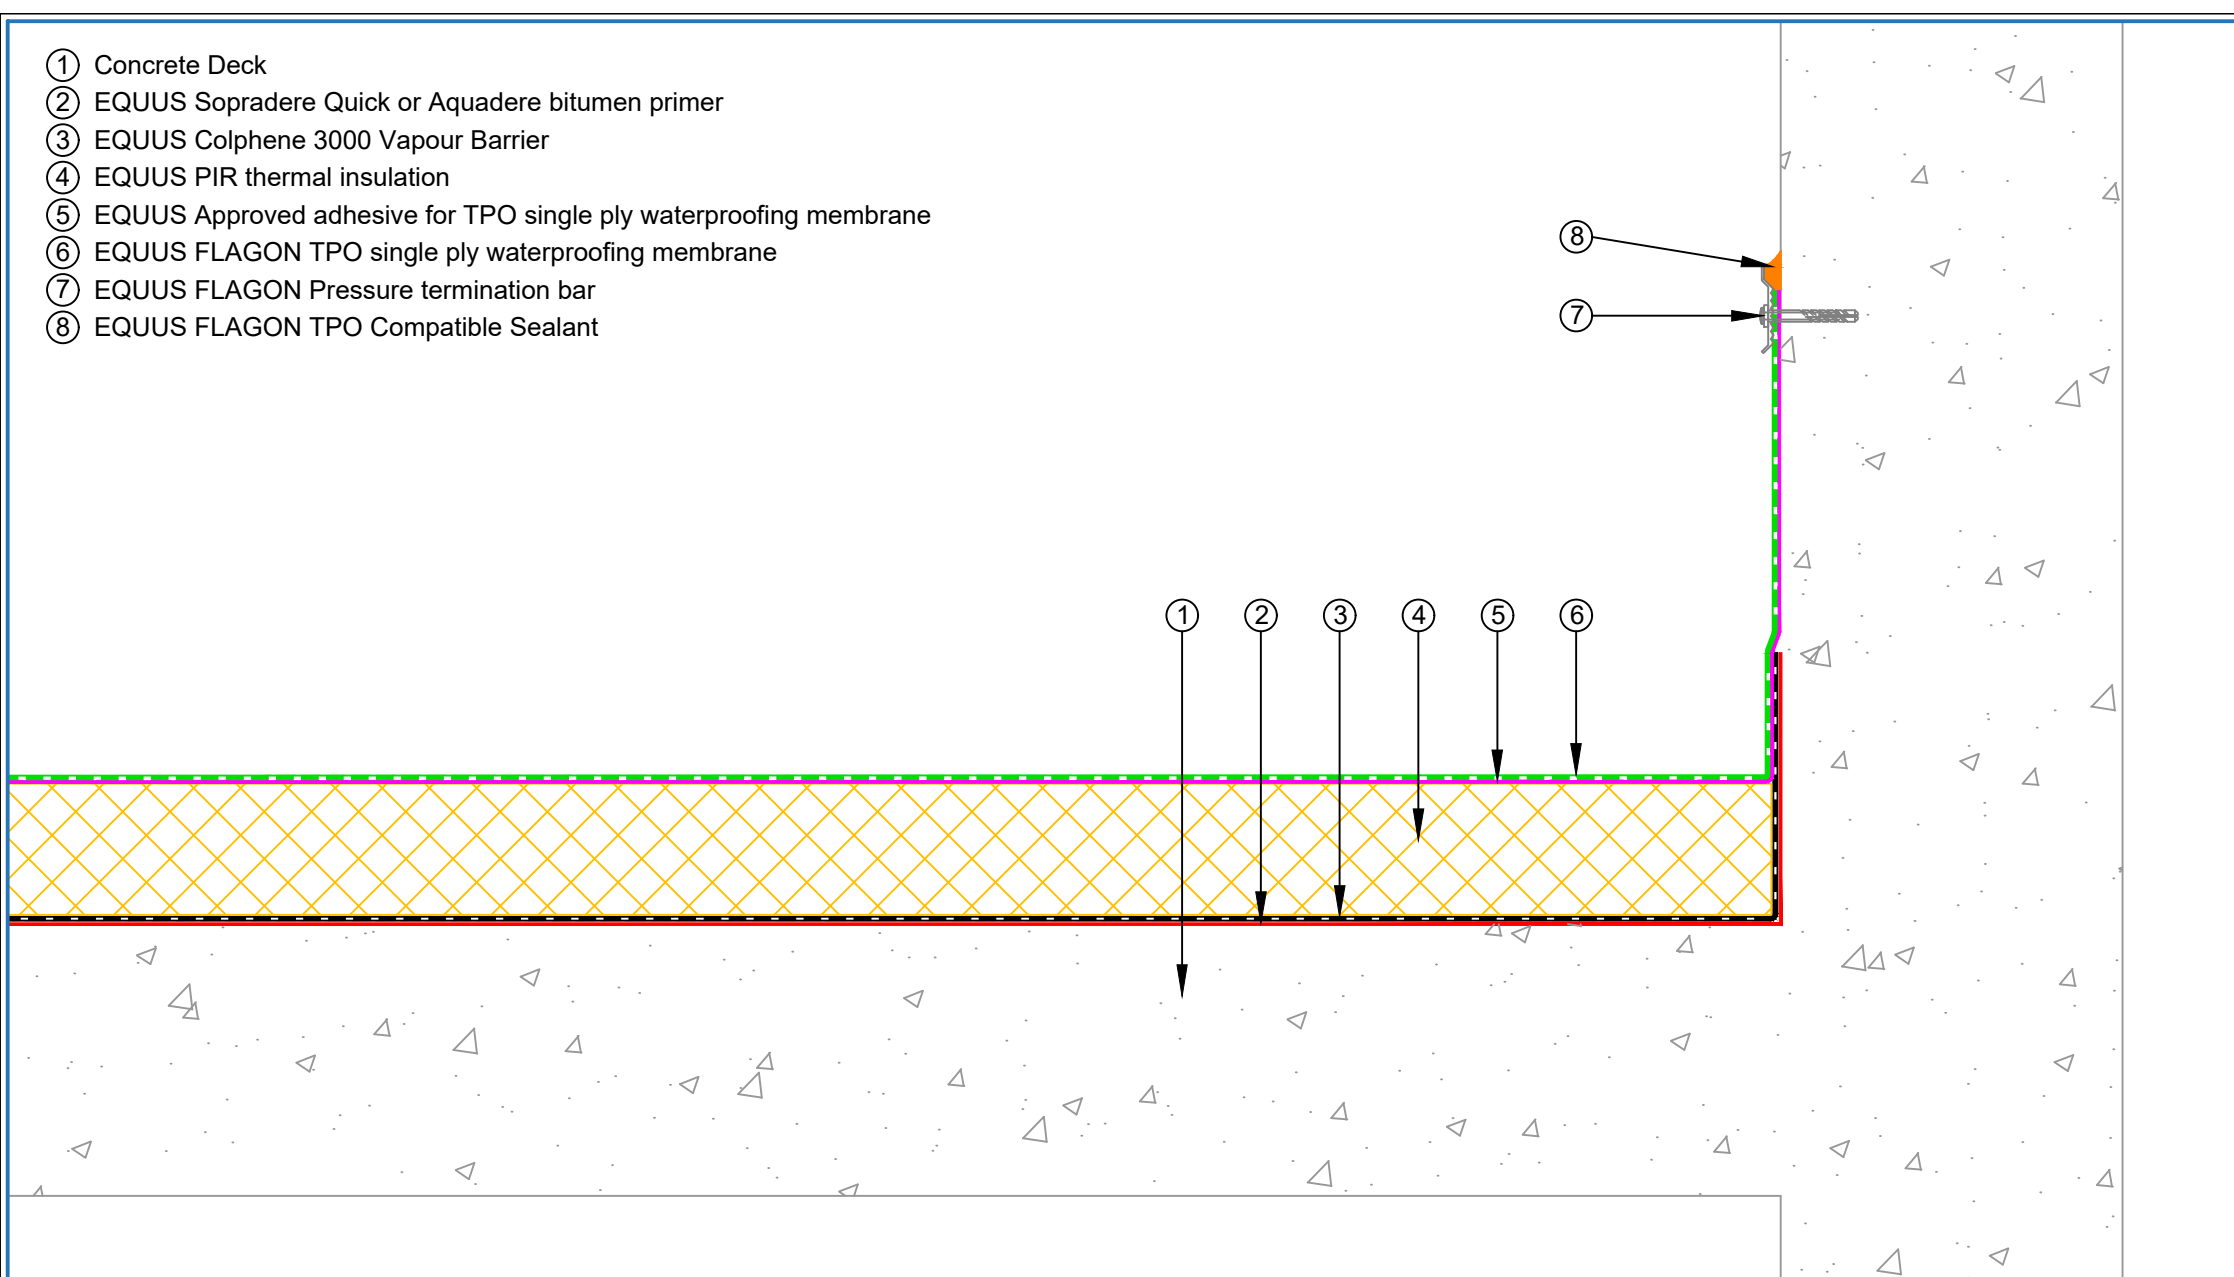 1 Concrete Deck
2 EQUUS Sopradere Quick or Aquadere bitumen primer
3 EQUUS Colphene 3000 Vapour Barrier
4 EQUUS PIR thermal insulation
5 EQUUS Approved adhesive for TPO single ply waterproofing membrane
6 EQUUS FLAGON TPO single ply waterproofing membrane
7 EQUUS FLAGON Pressure termination bar
8 EQUUS FLAGON TPO Compatible Sealant
8
7
1 2 3 4 5 6